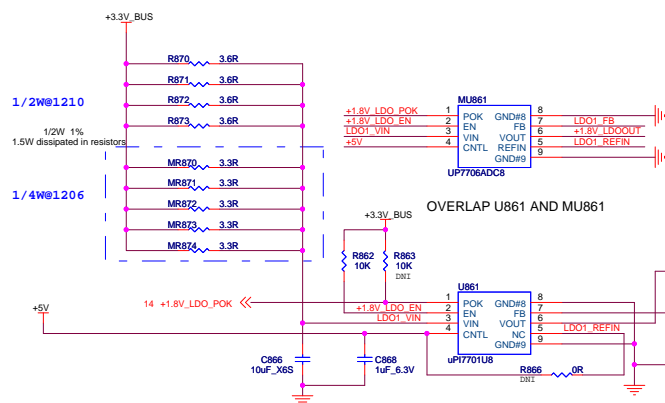 +3.3V_BUS
R870 3.6R
R871 3.6R
R872 3.6R
R873 3.6R
1/2W@1210
1/2W 1%
1.5W dissipated in resistors
MR870 3.3R
MR871 3.3R
MR872 3.3R
MR873 3.3R
MR874 3.3R
1/4W@1206
MU861
+1.8V_LDO_POK 1 POK GND#8 8
+1.8V_LDO_EN 2 EN FB 7 LDO1_FB
LDO1_VIN 3 VIN VOUT 6 +1.8V_LDOOUT
+5V 4 CNTL REFIN 5 LDO1_REFIN
GND#9 9
UP7706ADC8
OVERLAP U861 AND MU861
+3.3V_BUS
R862 10K
R863 10K
DNI
U861
14 +1.8V_LDO_POK 1 POK GND#8 8
+1.8V_LDO_EN 2 EN FB 7
LDO1_VIN 3 VIN VOUT 6
+5V 4 CNTL NC 5 LDO1_REFIN
GND#9 9
uPI7701U8
C866
10uF_X6S
C868
1uF_6.3V
R866 0R
DNI